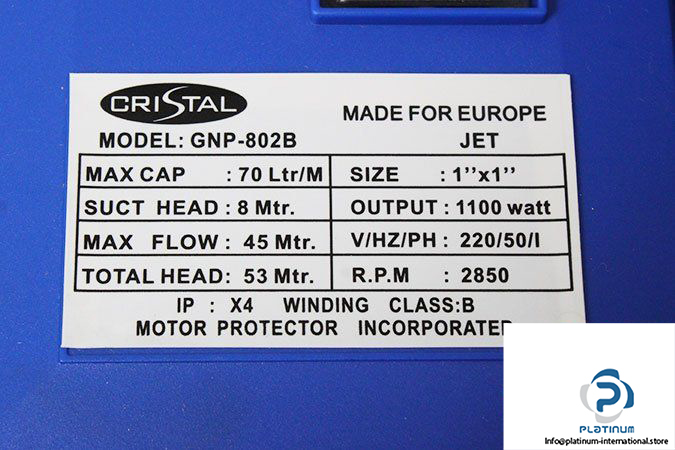 CRISTAL
MADE FOR EUROPE
MODEL: GNP-802B
JET
MAX CAP : 70 Ltr/M
SIZE : 1''x1''
SUCT HEAD : 8 Mtr.
OUTPUT : 1100 watt
MAX FLOW : 45 Mtr.
V/HZ/PH : 220/50/I
TOTAL HEAD: 53 Mtr.
R.P.M : 2850
IP : X4 WINDING CLASS:B
MOTOR PROTECTOR INCORPORATED
PLATINUM
Info@platinum-international.store